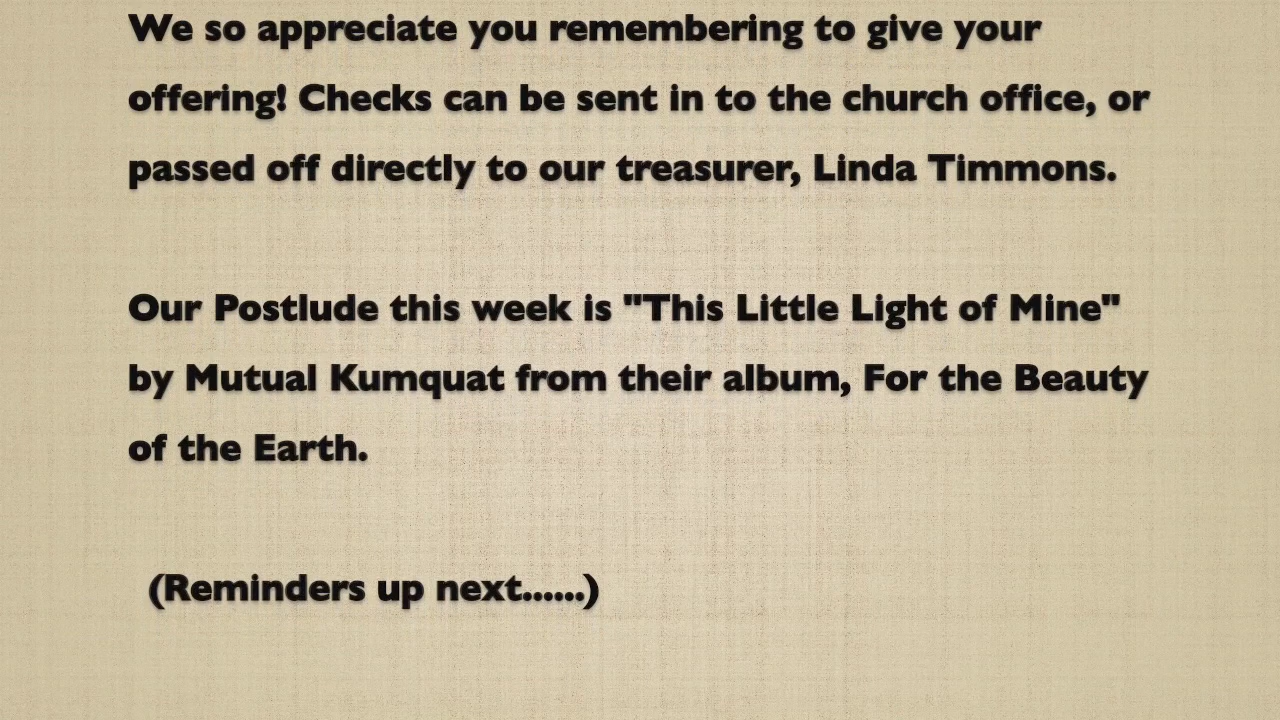 We so appreciate you remembering to give your
offering! Checks can be sent in to the church office, or
passed off directly to our treasurer, Linda Timmons.
Our Postlude this week is "This Little Light of Mine"
by Mutual Kumquat from their album, For the Beauty
of the Earth.
(Reminders up next......)